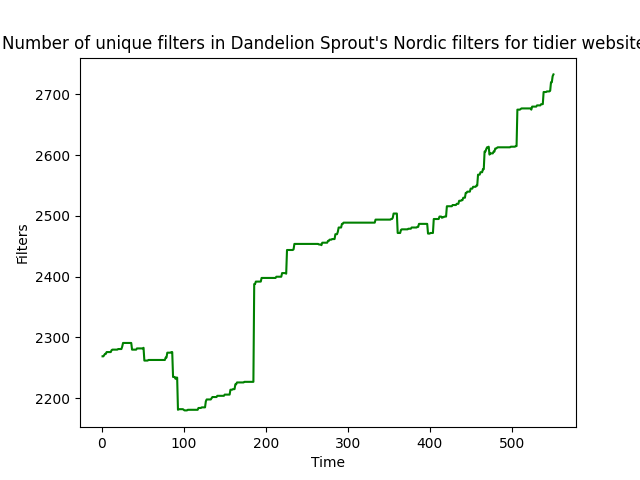 Number of unique filters in Dandelion Sprout's Nordic filters for tidier website
2700
2600
2500
2400
2300
2200
Filters
0 100 200 300 400 500
Time